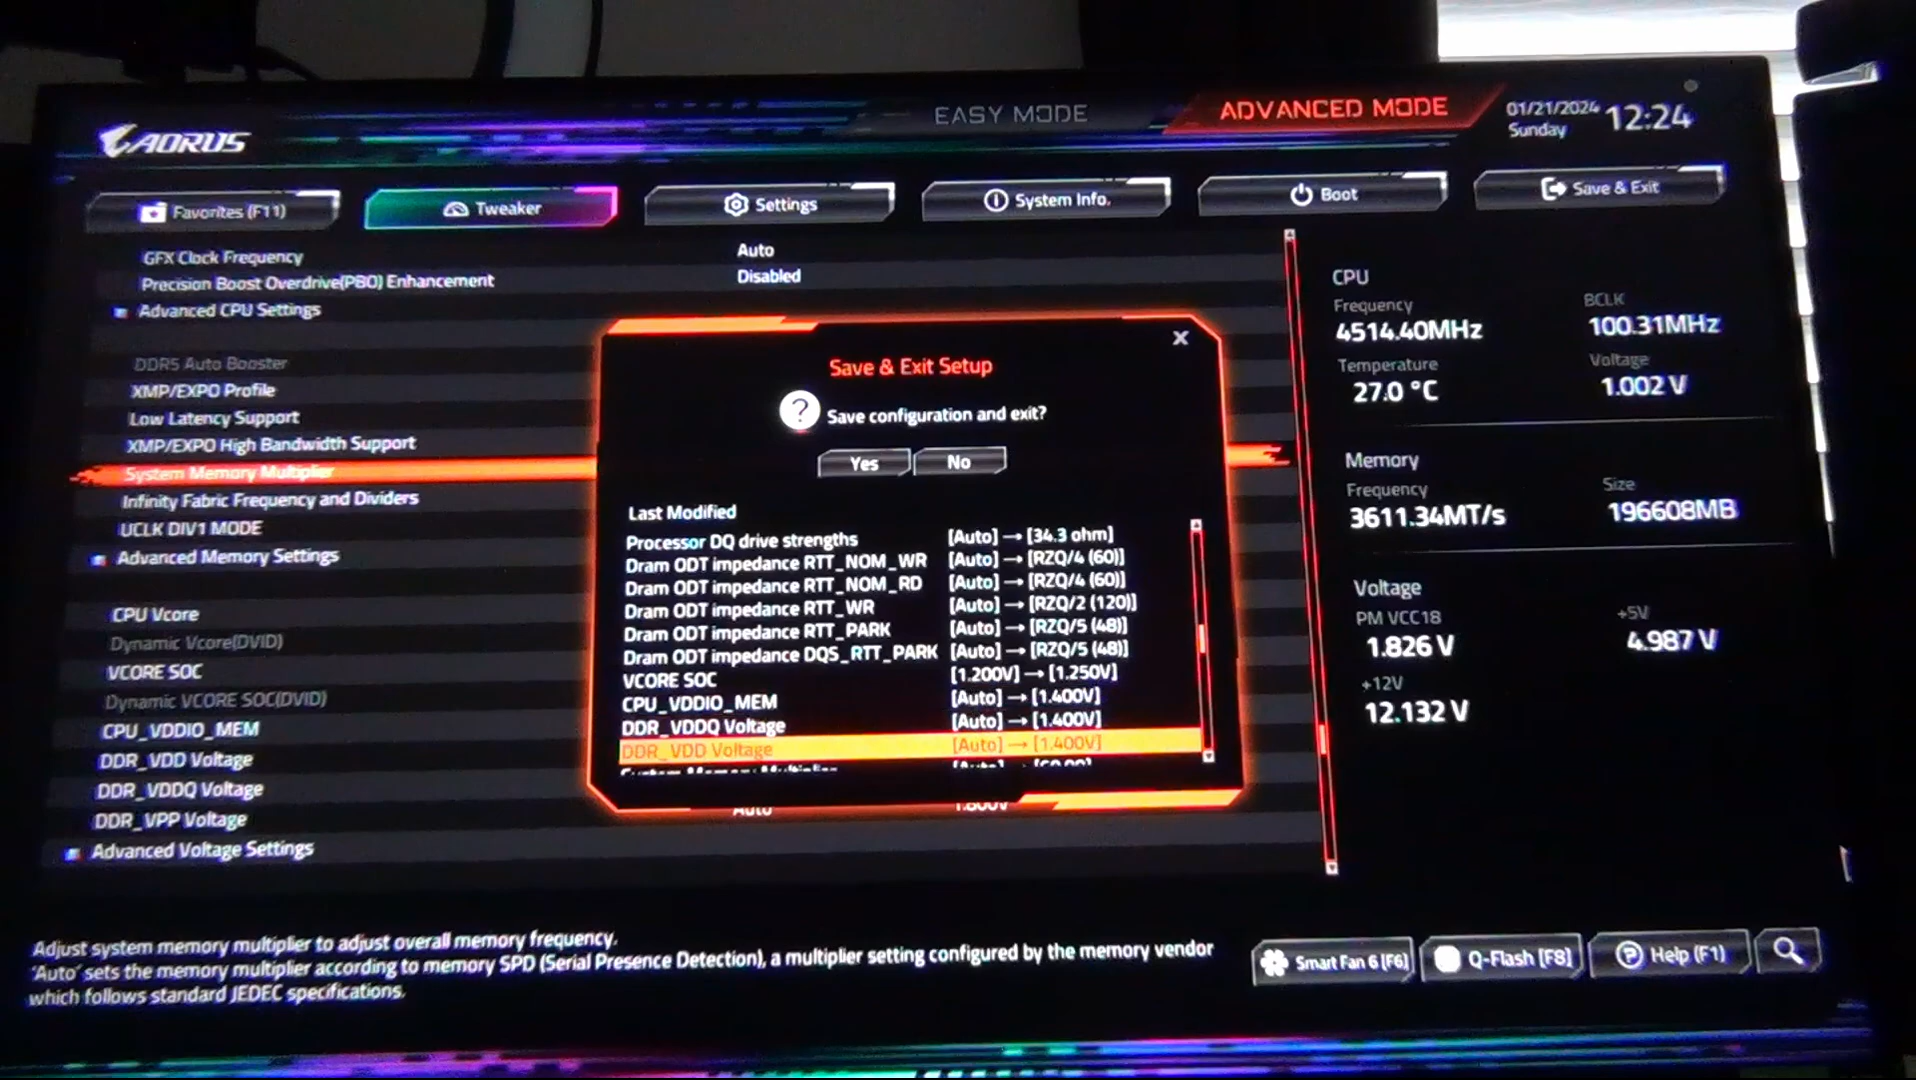 AORUS
EASY MODE
ADVANCED MODE
01/21/2024
Sunday
12:24
Favorites (F11)
Tweaker
Settings
System Info.
Boot
Save & Exit
GFX Clock Frequency Auto
Precision Boost Overdrive(PBO) Enhancement Disabled
Advanced CPU Settings
DDR5 Auto Booster
XMP/EXPO Profile
Low Latency Support
XMP/EXPO High Bandwidth Support
System Memory Multiplier
Infinity Fabric Frequency and Dividers
UCLK DIV1 MODE
Advanced Memory Settings
CPU Vcore
Dynamic Vcore(DVID)
VCORE SOC
Dynamic VCORE SOC(DVID)
CPU_VDDIO_MEM
DDR_VDD Voltage
DDR_VDDQ Voltage
DDR_VPP Voltage
Auto 1.800V
Advanced Voltage Settings
Save & Exit Setup
Save configuration and exit?
Yes No
Last Modified
Processor DQ drive strengths [Auto] → [34.3 ohm]
Dram ODT impedance RTT_NOM_WR [Auto] → [RZQ/4 (60)]
Dram ODT impedance RTT_NOM_RD [Auto] → [RZQ/4 (60)]
Dram ODT impedance RTT_WR [Auto] → [RZQ/2 (120)]
Dram ODT impedance RTT_PARK [Auto] → [RZQ/5 (48)]
Dram ODT impedance DQS_RTT_PARK [Auto] → [RZQ/5 (48)]
VCORE SOC [1.200V] → [1.250V]
CPU_VDDIO_MEM [Auto] → [1.400V]
DDR_VDDQ Voltage [Auto] → [1.400V]
DDR_VDD Voltage [Auto] → [1.400V]
System Memory Multiplier [Auto] →
CPU
Frequency BCLK
4514.40MHz 100.31MHz
Temperature Voltage
27.0 °C 1.002 V
Memory
Frequency Size
3611.34MT/s 196608MB
Voltage
PM VCC18 +5V
1.826 V 4.987 V
+12V
12.132 V
Adjust system memory multiplier to adjust overall memory frequency.
'Auto' sets the memory multiplier according to memory SPD (Serial Presence Detection), a multiplier setting configured by the memory vendor
which follows standard JEDEC specifications.
Smart Fan 6 [F6]
Q-Flash [F8]
Help (F1)